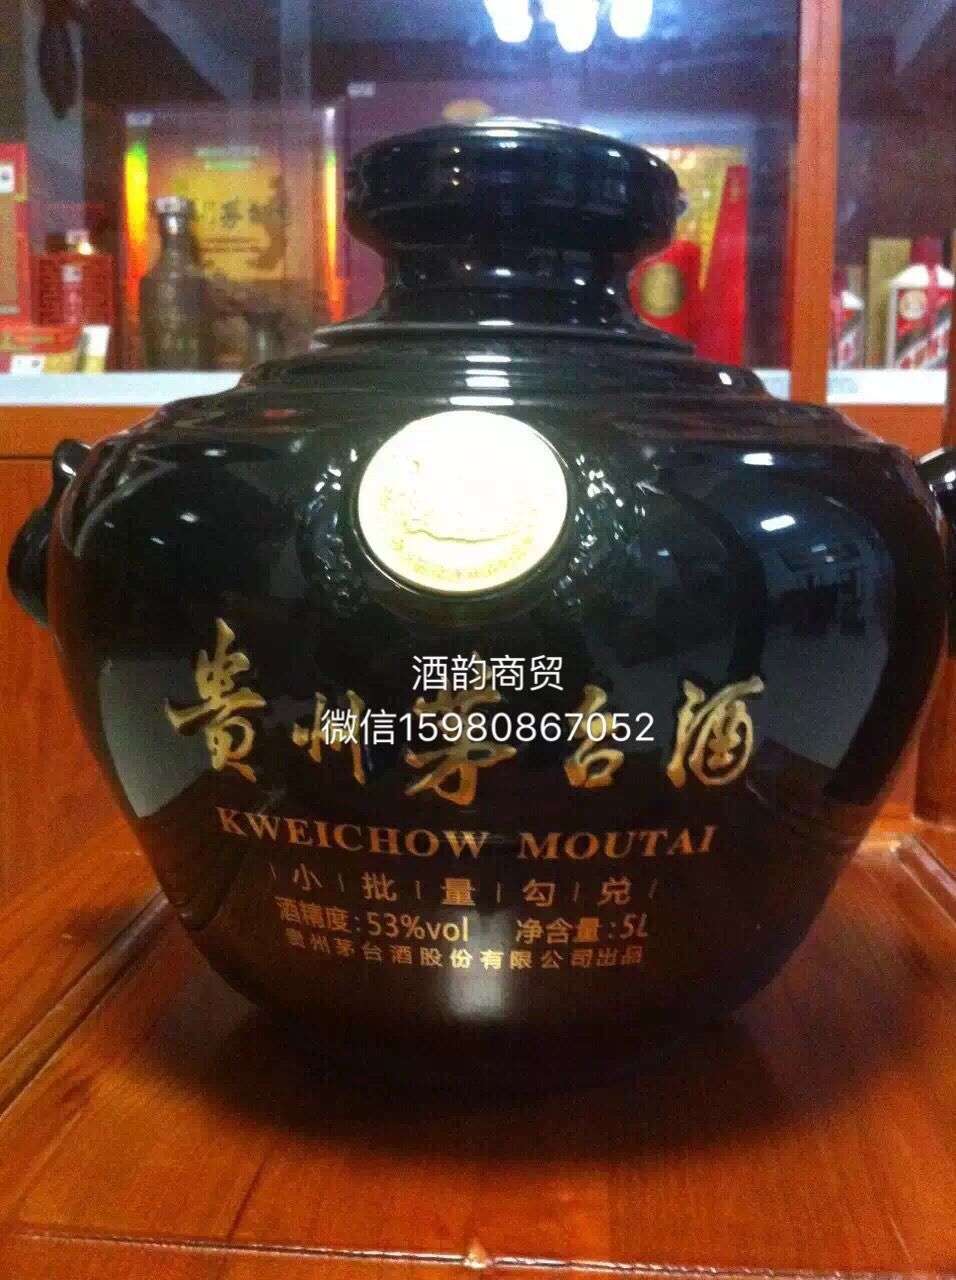 酒韵商贸
微信15980867052
贵州茅台酒
KWEICHOW MOUTAI
小|批|量|勾|兑
酒精度:53%vol 净含量:5L
贵州茅台酒股份有限公司出品